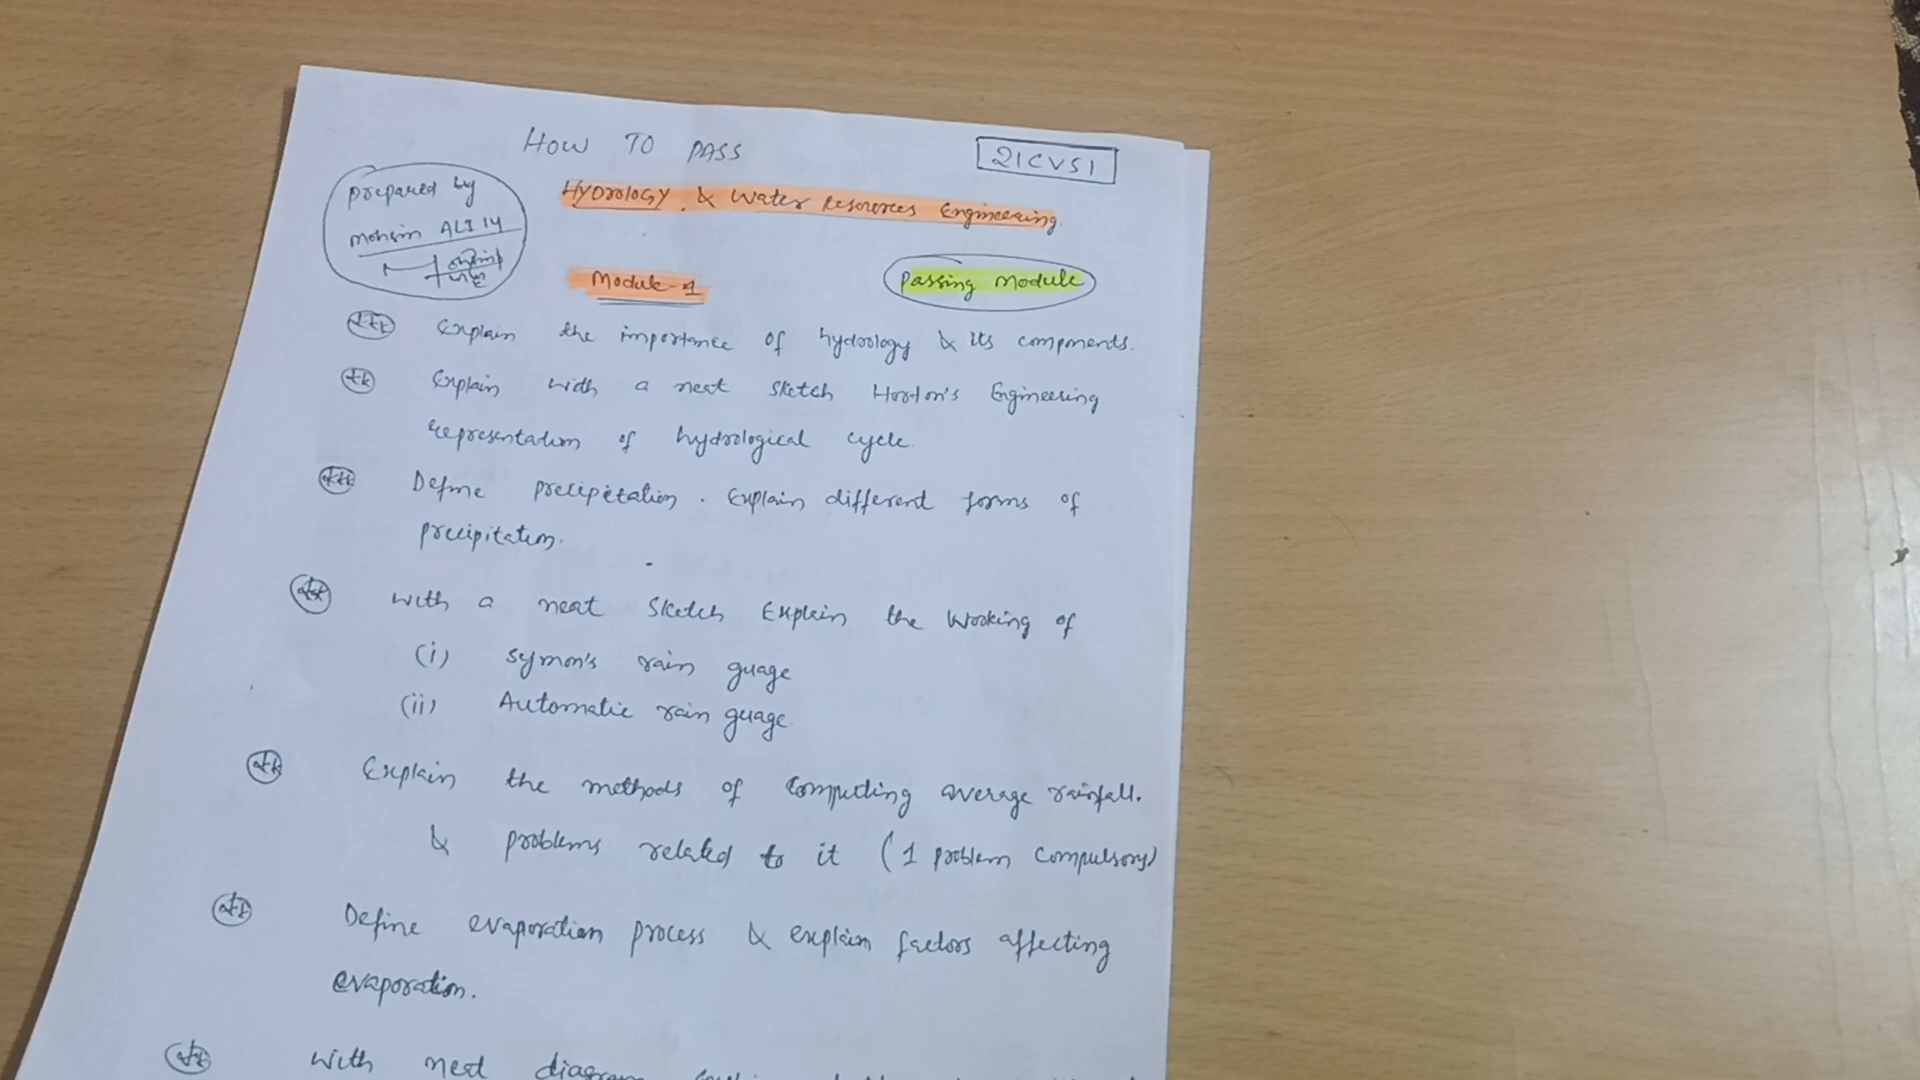 HOW TO PASS
21CV51
prepared by
Mohsin ALI 14
HYDROLOGY & Water Resources Engineering
Module-1
Passing Module
Explain the importance of hydrology & its components.
Explain with a neat sketch Horton's Engineering
representation of hydrological cycle.
Define precipitation. Explain different forms of
precipitation.
with a neat sketch Explain the working of
(i) Symon's rain guage
(ii) Automatic rain guage
Explain the methods of computing average rainfall.
& problems related to it (1 problem compulsory)
Define evaporation process & explain factors affecting
evaporation.
with neat diagram